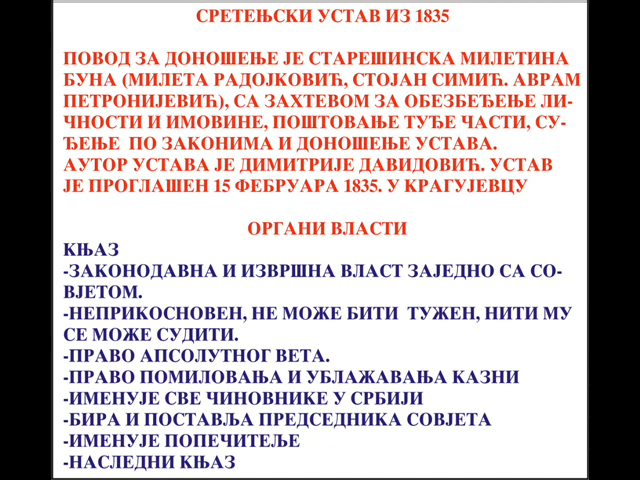 СРЕТЕЊСКИ УСТАВ ИЗ 1835
ПОВОД ЗА ДОНОШЕЊЕ ЈЕ СТАРЕШИНСКА МИЛЕТИНА
БУНА (МИЛЕТА РАДОЈКОВИЋ, СТОЈАН СИМИЋ. АВРАМ
ПЕТРОНИЈЕВИЋ), СА ЗАХТЕВОМ ЗА ОБЕЗБЕЂЕЊЕ ЛИ-
ЧНОСТИ И ИМОВИНЕ, ПОШТОВАЊЕ ТУЂЕ ЧАСТИ, СУ-
ЂЕЊЕ  ПО ЗАКОНИМА И ДОНОШЕЊЕ УСТАВА.
АУТОР УСТАВА ЈЕ ДИМИТРИЈЕ ДАВИДОВИЋ. УСТАВ
ЈЕ ПРОГЛАШЕН 15 ФЕБРУАРА 1835. У КРАГУЈЕВЦУ
ОРГАНИ ВЛАСТИ
КЊАЗ
-ЗАКОНОДАВНА И ИЗВРШНА ВЛАСТ ЗАЈЕДНО СА СО-
ВЈЕТОМ.
-НЕПРИКОСНОВЕН, НЕ МОЖЕ БИТИ  ТУЖЕН, НИТИ МУ
СЕ МОЖЕ СУДИТИ.
-ПРАВО АПСОЛУТНОГ ВЕТА.
-ПРАВО ПОМИЛОВАЊА И УБЛАЖАВАЊА КАЗНИ
-ИМЕНУЈЕ СВЕ ЧИНОВНИКЕ У СРБИЈИ
-БИРА И ПОСТАВЉА ПРЕДСЕДНИКА СОВЈЕТА
-ИМЕНУЈЕ ПОПЕЧИТЕЉЕ
-НАСЛЕДНИ КЊАЗ